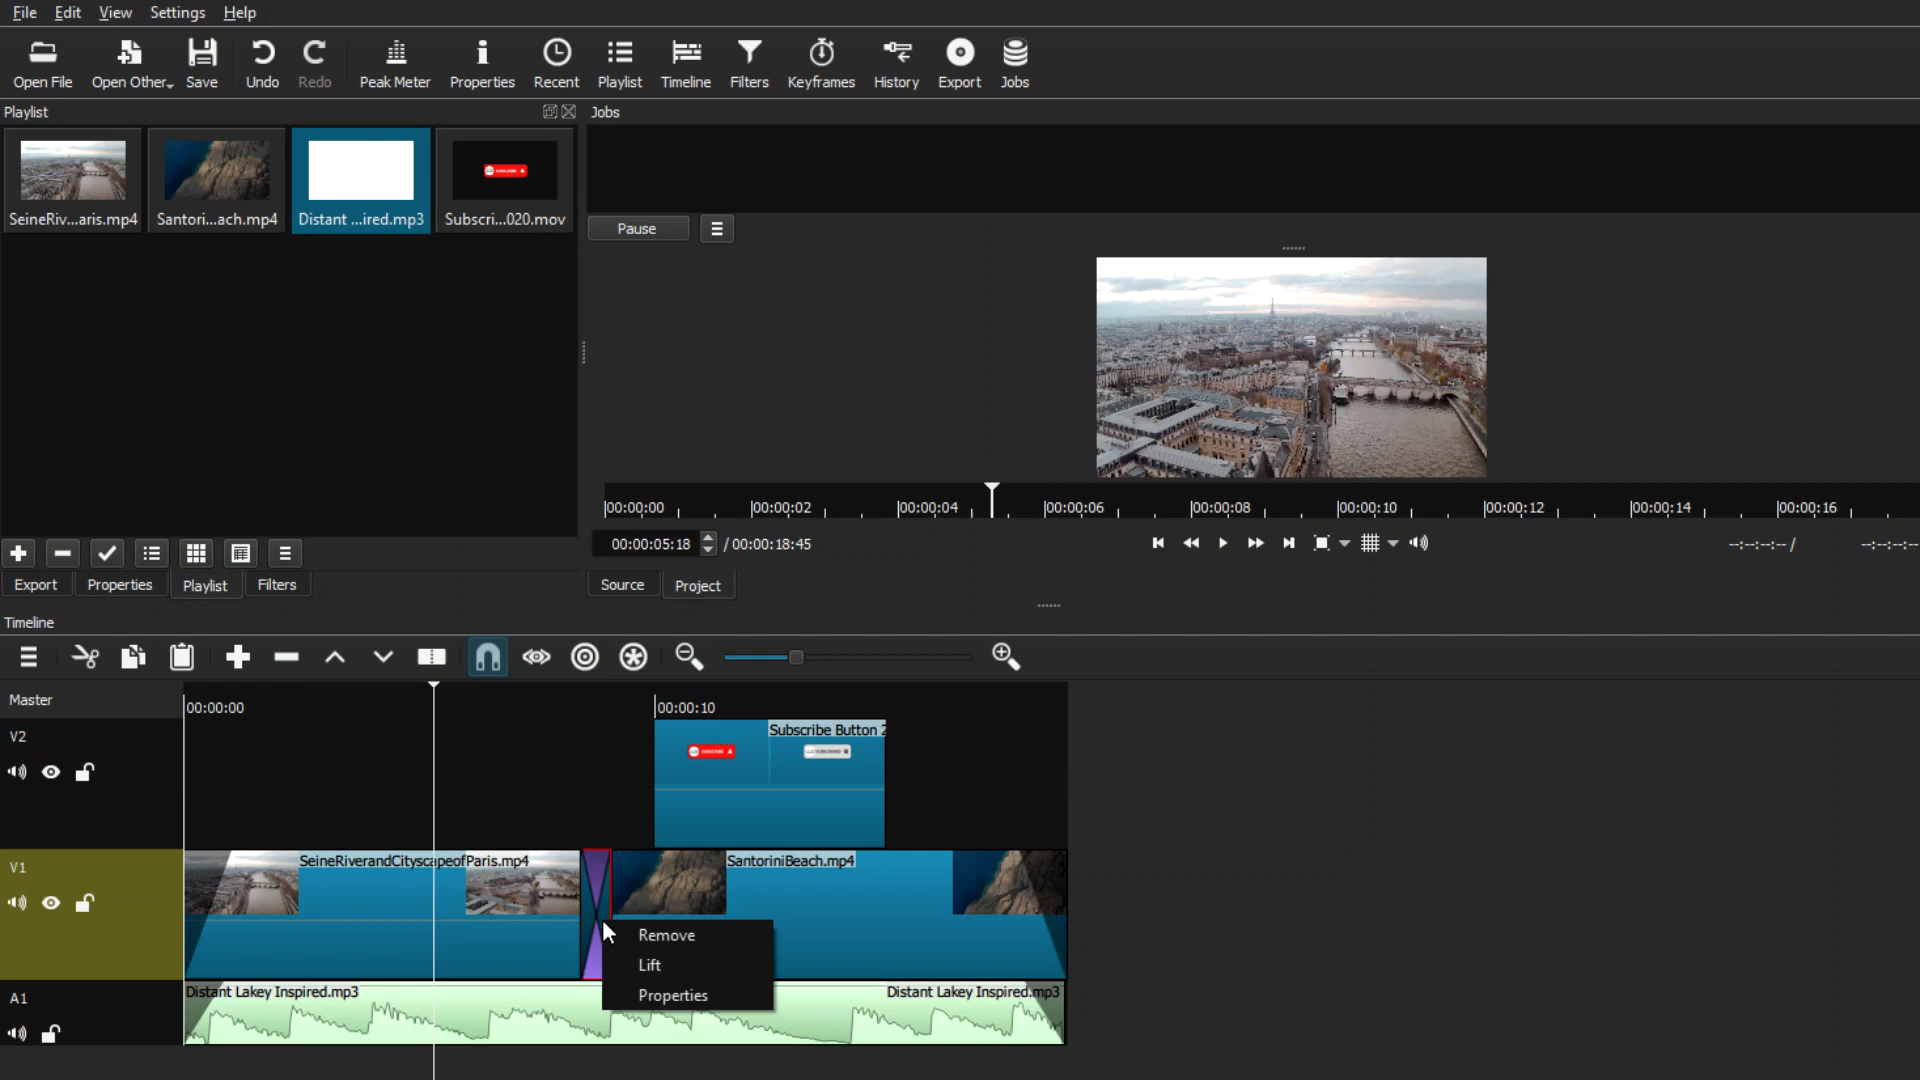 File Edit View Settings Help
Open File Open Other Save Undo Redo Peak Meter Properties Recent Playlist Timeline Filters Keyframes History Export Jobs
Playlist
Jobs
SeineRiv...aris.mp4 Santori...ach.mp4 Distant ...ired.mp3 Subscri...020.mov
Pause
00:00:00 00:00:02 00:00:04 00:00:06 00:00:08 00:00:10 00:00:12 00:00:14 00:00:16
00:00:05:18 / 00:00:18:45 --:--:--:-- / --:--:--:--
Export Properties Playlist Filters
Source Project
Timeline
Master
00:00:00 00:00:10
V2
Subscribe Button 2
V1
SeineRiverandCityscapeofParis.mp4 SantoriniBeach.mp4
Remove
Lift
Properties
A1
Distant Lakey Inspired.mp3 Distant Lakey Inspired.mp3